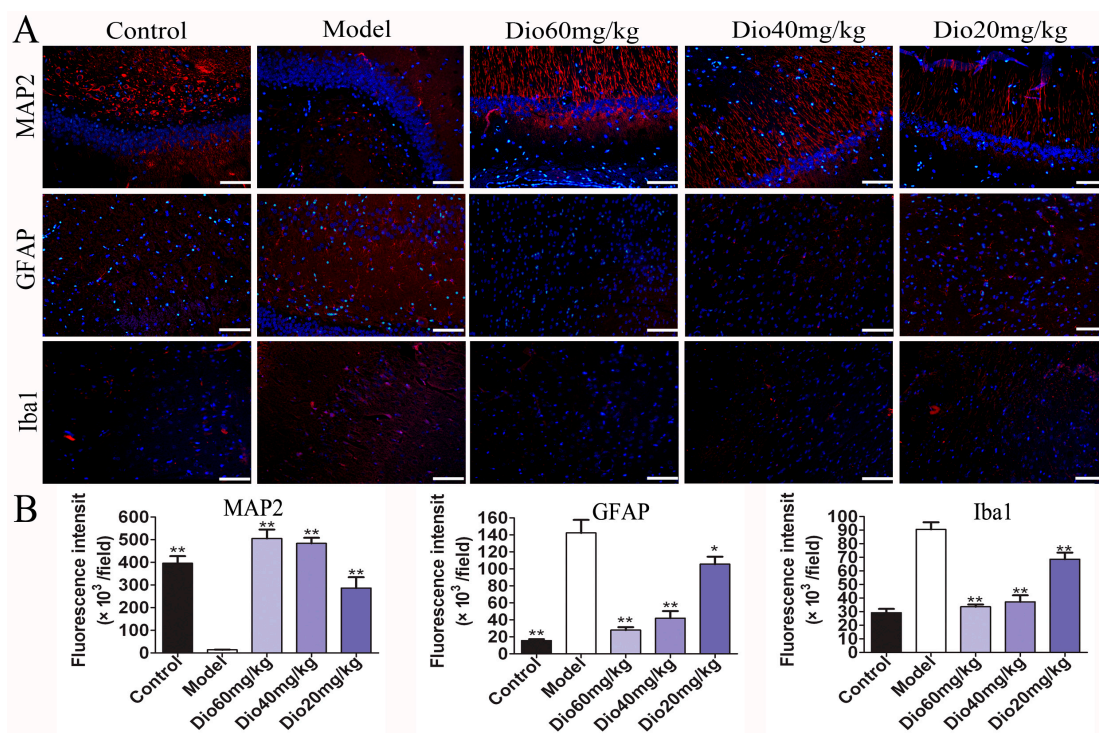 A
Control Model Dio60mg/kg Dio40mg/kg Dio20mg/kg
MAP2
GFAP
Iba1
B
MAP2
Fluorescence intensit
(× 10³ /field)
600
500
400
300
200
100
0
**
**
**
**
Control
Model
Dio60mg/kg
Dio40mg/kg
Dio20mg/kg
GFAP
Fluorescence intensit
(× 10³ /field)
160
140
120
100
80
60
40
20
0
**
**
**
*
Control
Model
Dio60mg/kg
Dio40mg/kg
Dio20mg/kg
Iba1
Fluorescence intensit
(× 10³ /field)
100
90
80
70
60
50
40
30
20
10
0
**
**
**
Control
Model
Dio60mg/kg
Dio40mg/kg
Dio20mg/kg